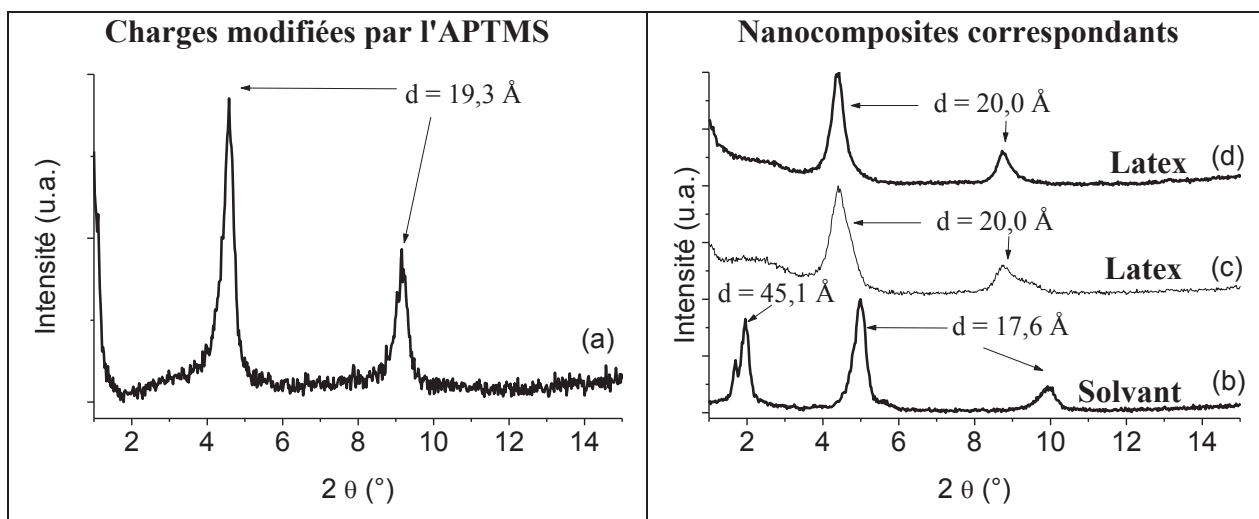 Charges modifiées par l'APTMS
d = 19,3 Å
Intensité (u.a.)
(a)
2 4 6 8 10 12 14
2 θ (°)
Nanocomposites correspondants
d = 20,0 Å
(d)
Latex
d = 20,0 Å
(c)
Latex
d = 45,1 Å
d = 17,6 Å
(b)
Solvant
Intensité (u.a.)
2 4 6 8 10 12 14
2 θ (°)